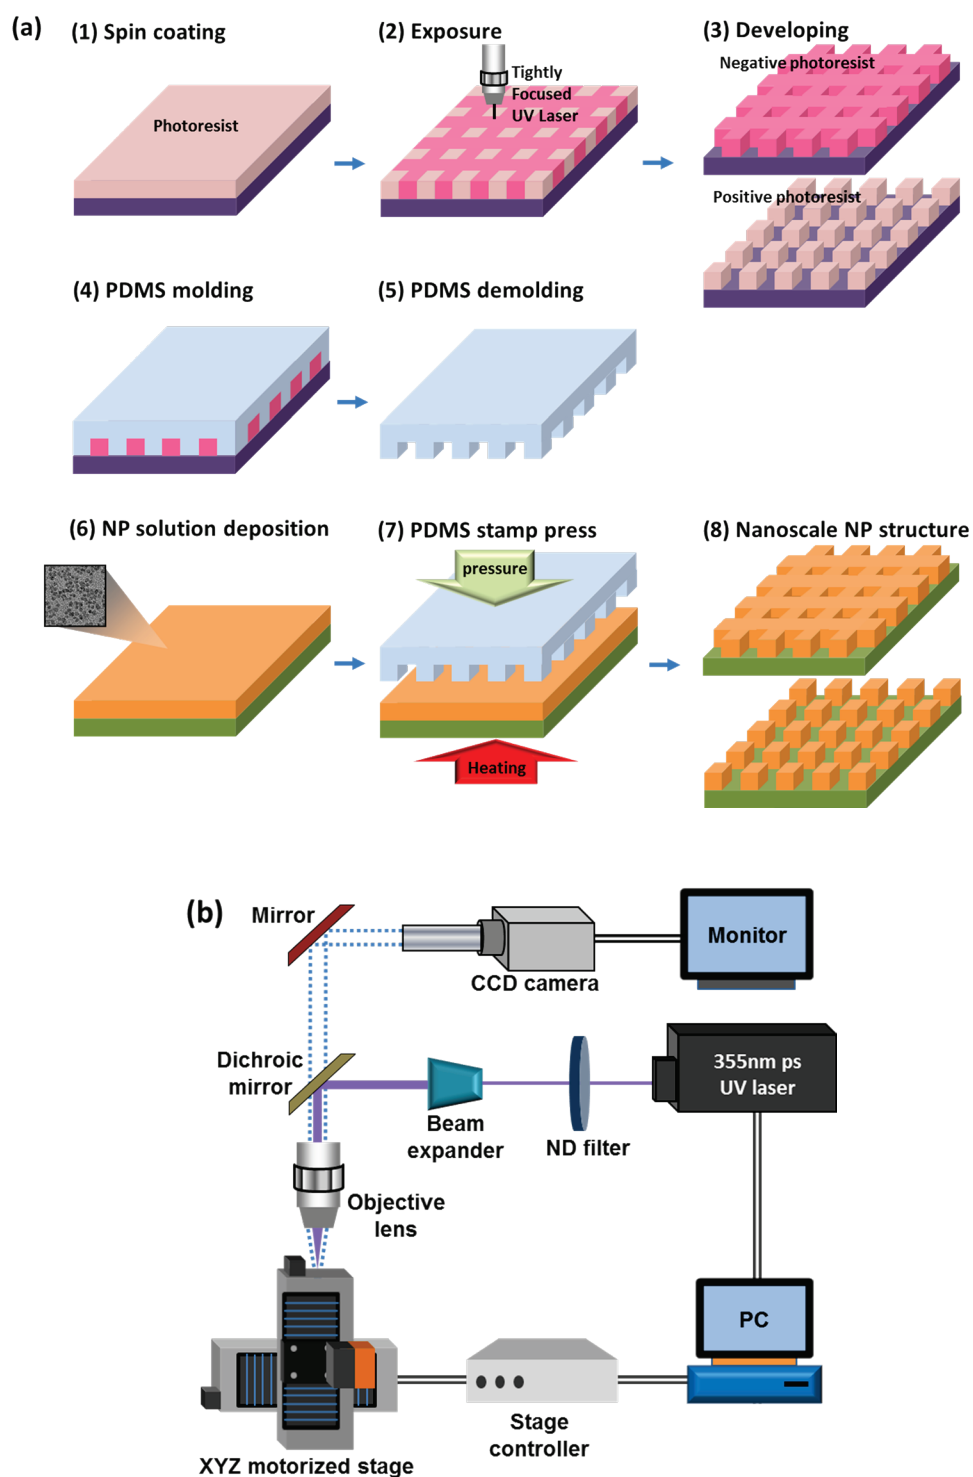 (a)
(1) Spin coating
(2) Exposure
(3) Developing
Photoresist
Tightly
Focused
UV Laser
Negative photoresist
Positive photoresist
(4) PDMS molding
(5) PDMS demolding
(6) NP solution deposition
(7) PDMS stamp press
(8) Nanoscale NP structure
pressure
Heating
(b)
Mirror
CCD camera
Monitor
Dichroic
mirror
Beam
expander
ND filter
355nm ps
UV laser
Objective
lens
PC
Stage
controller
XYZ motorized stage